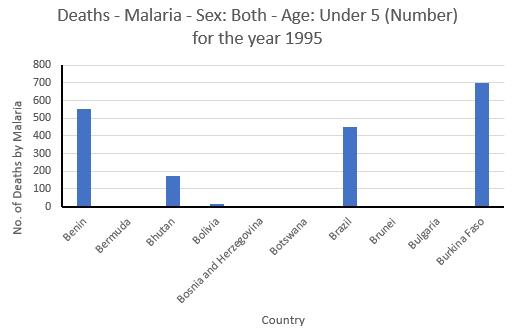 Deaths - Malaria - Sex: Both - Age: Under 5 (Number)
for the year 1995
No. of Deaths by Malaria
800
700
600
500
400
300
200
100
0
Benin
Bermuda
Bhutan
Bolivia
Bosnia and Herzegovina
Botswana
Brazil
Brunei
Bulgaria
Burkina Faso
Country